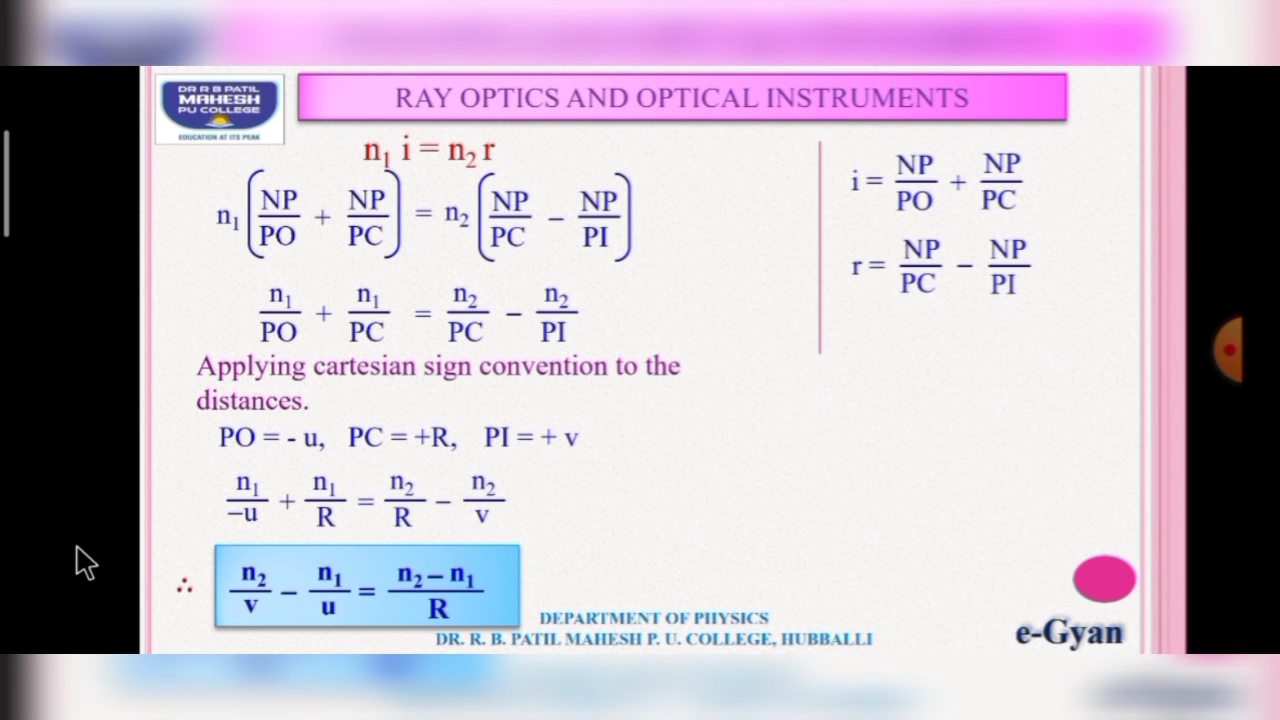 DR R B PATIL
MAHESH
PU COLLEGE
EDUCATION AT ITS PEAK
RAY OPTICS AND OPTICAL INSTRUMENTS
n₁ i = n₂ r
n₁ (NP/PO + NP/PC) = n₂ (NP/PC − NP/PI)
n₁/PO + n₁/PC = n₂/PC − n₂/PI
Applying cartesian sign convention to the
distances.
PO = - u, PC = +R, PI = + v
n₁/−u + n₁/R = n₂/R − n₂/v
∴ n₂/v − n₁/u = n₂ − n₁/R
i = NP/PO + NP/PC
r = NP/PC − NP/PI
DEPARTMENT OF PHYSICS
DR. R. B. PATIL MAHESH P. U. COLLEGE, HUBBALLI
e-Gyan